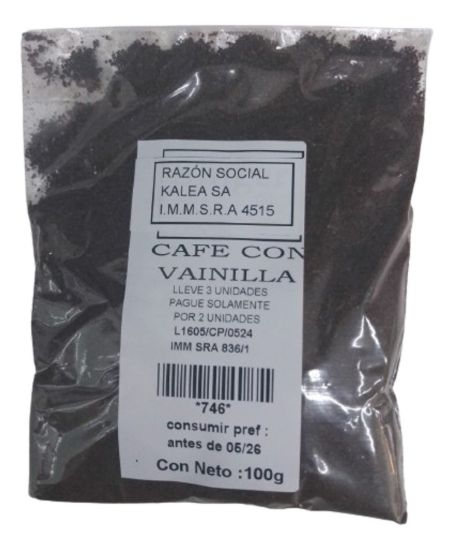 RAZÓN SOCIAL
KALEA SA
I.M.M.S.R.A 4515
CAFE CON
VAINILLA
LLEVE 3 UNIDADES
PAGUE SOLAMENTE
POR 2 UNIDADES
L1605/CP/0524
IMM SRA 836/1
*746*
consumir pref :
antes de 05/26
Con Neto :100g